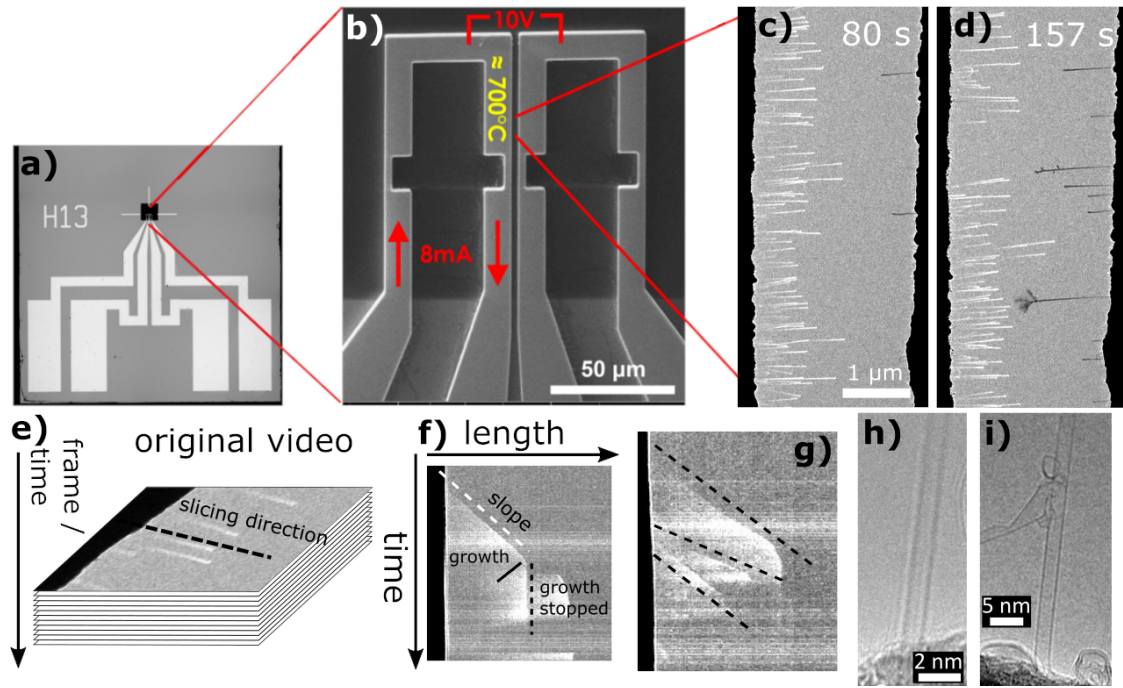 a)
H13
b)
10V
≈ 700°C
8mA
50 µm
c)
80 s
1 µm
d)
157 s
e)
original video
frame
time
slicing direction
f)
length
time
slope
growth
growth
stopped
g)
h)
2 nm
i)
5 nm